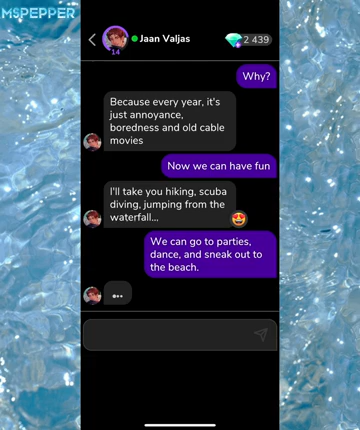 MSPEPPER
Jaan Valjas
2 439
14
Why?
Because every year, it's
just annoyance,
boredness and old cable
movies
Now we can have fun
I'll take you hiking, scuba
diving, jumping from the
waterfall...
We can go to parties,
dance, and sneak out to
the beach.